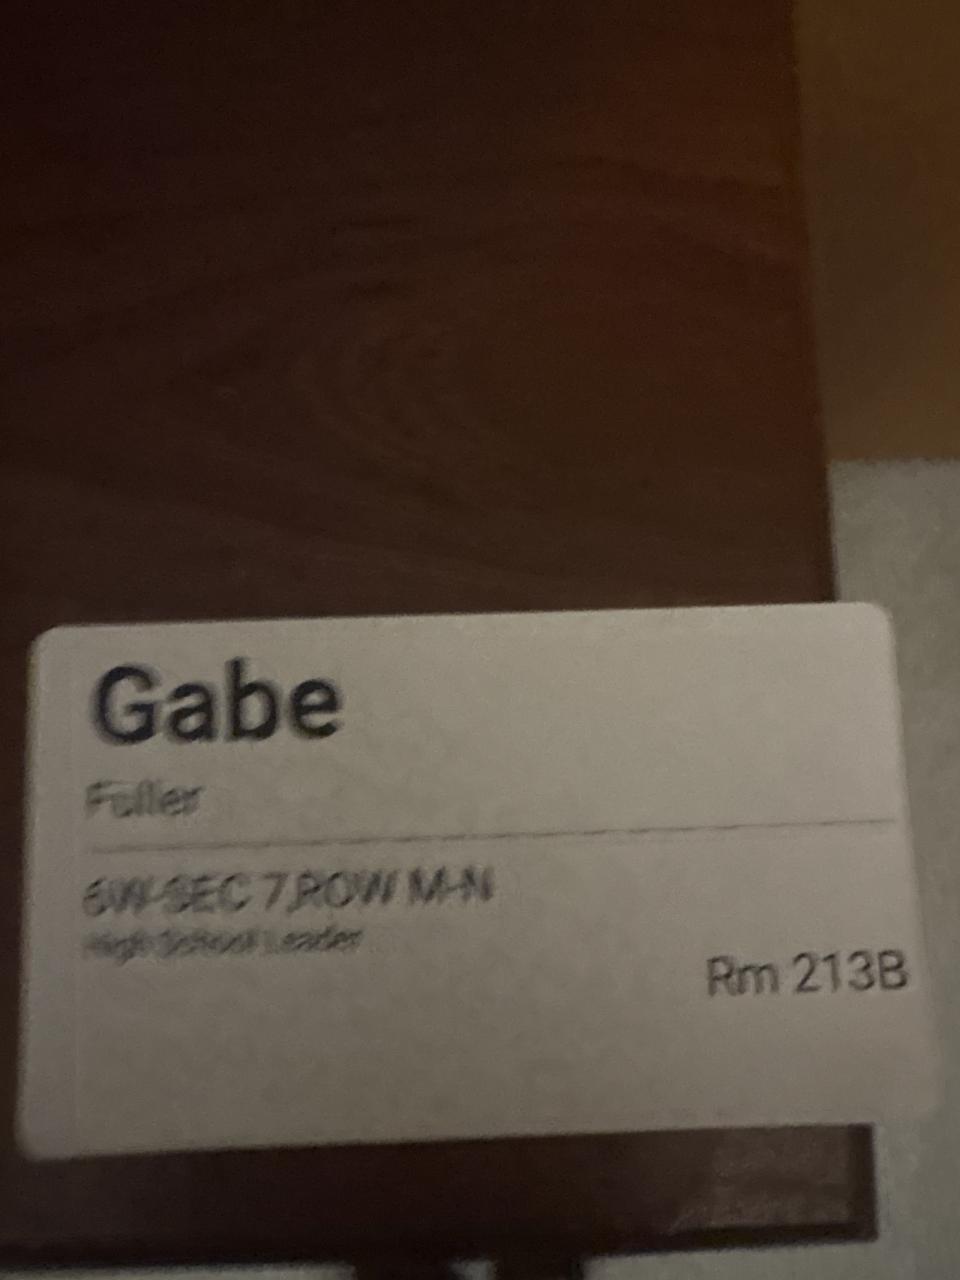 Gabe
Fuller
6W-SEC 7,ROW M-N
High School Leader
Rm 213B